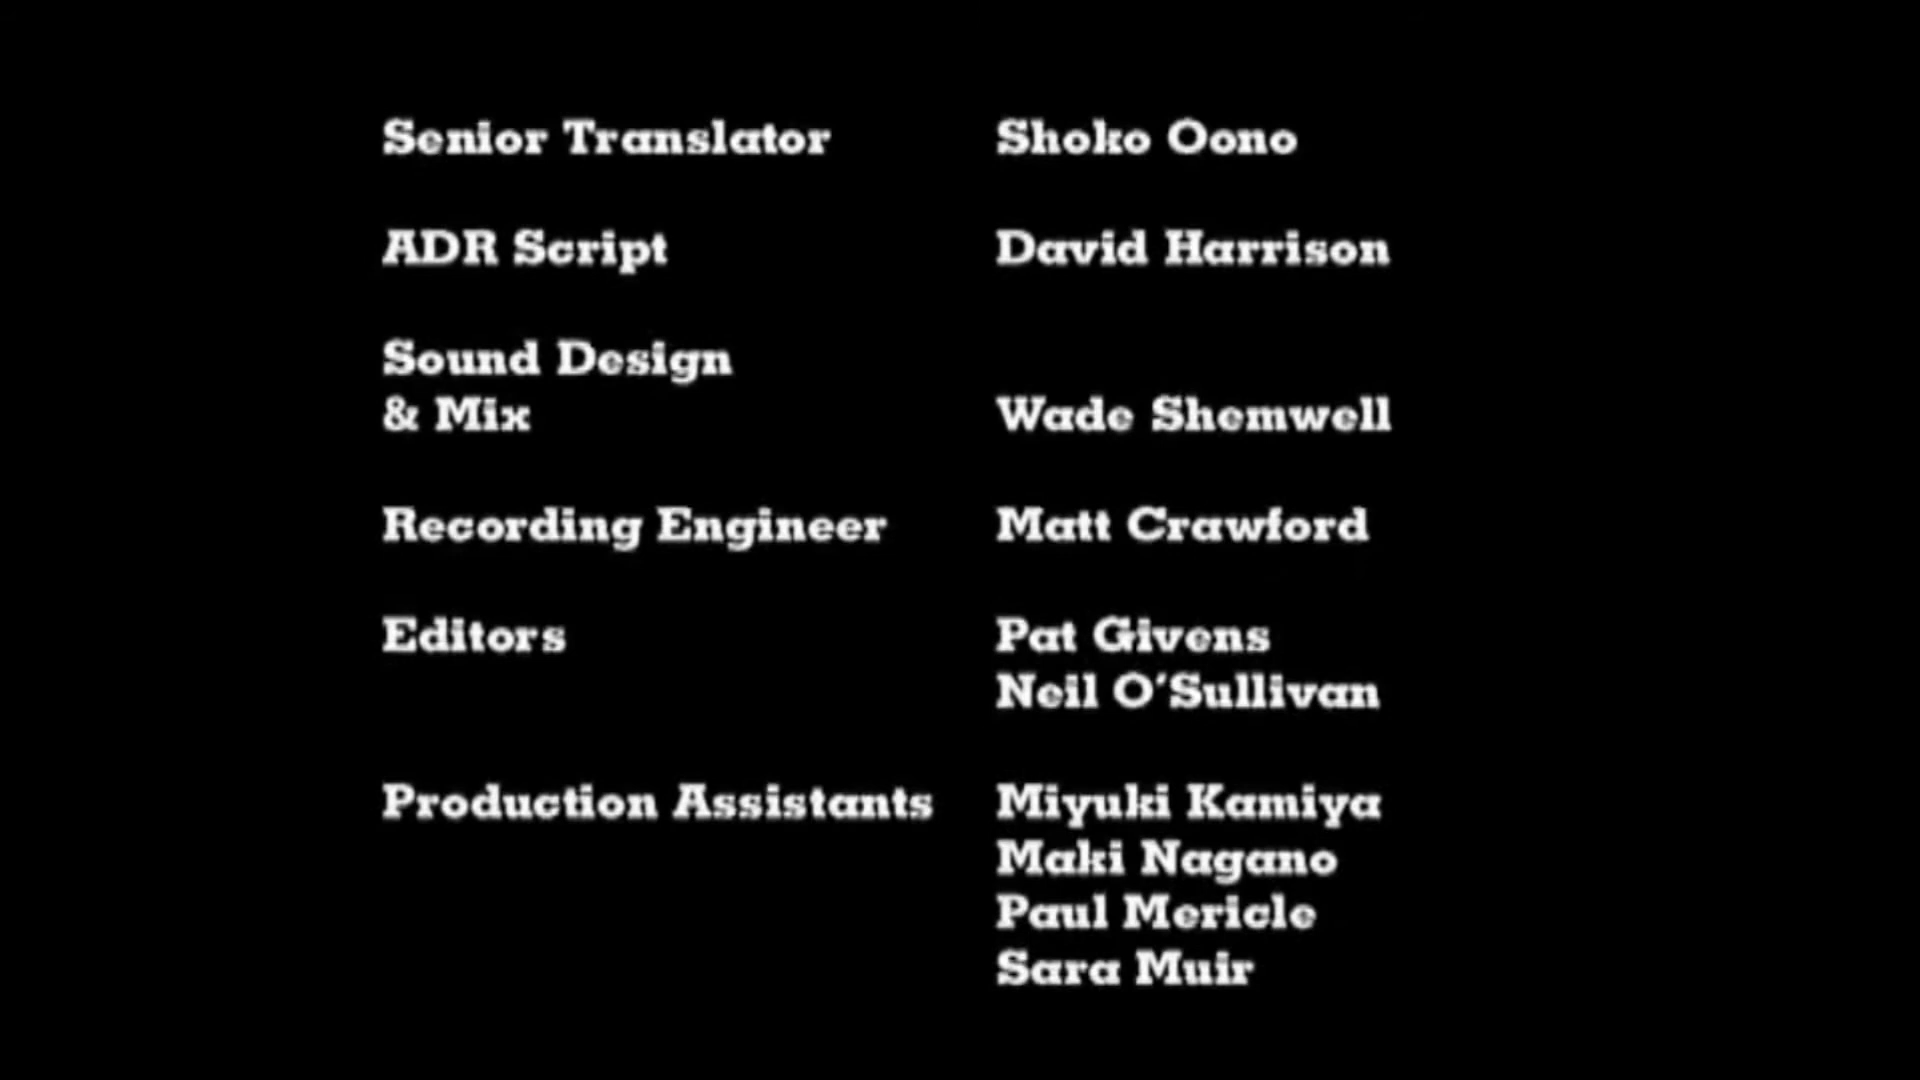 Senior Translator Shoko Oono
ADR Script David Harrison
Sound Design
& Mix Wade Shemwell
Recording Engineer Matt Crawford
Editors Pat Givens
Neil O'Sullivan
Production Assistants Miyuki Kamiya
Maki Nagano
Paul Mericle
Sara Muir